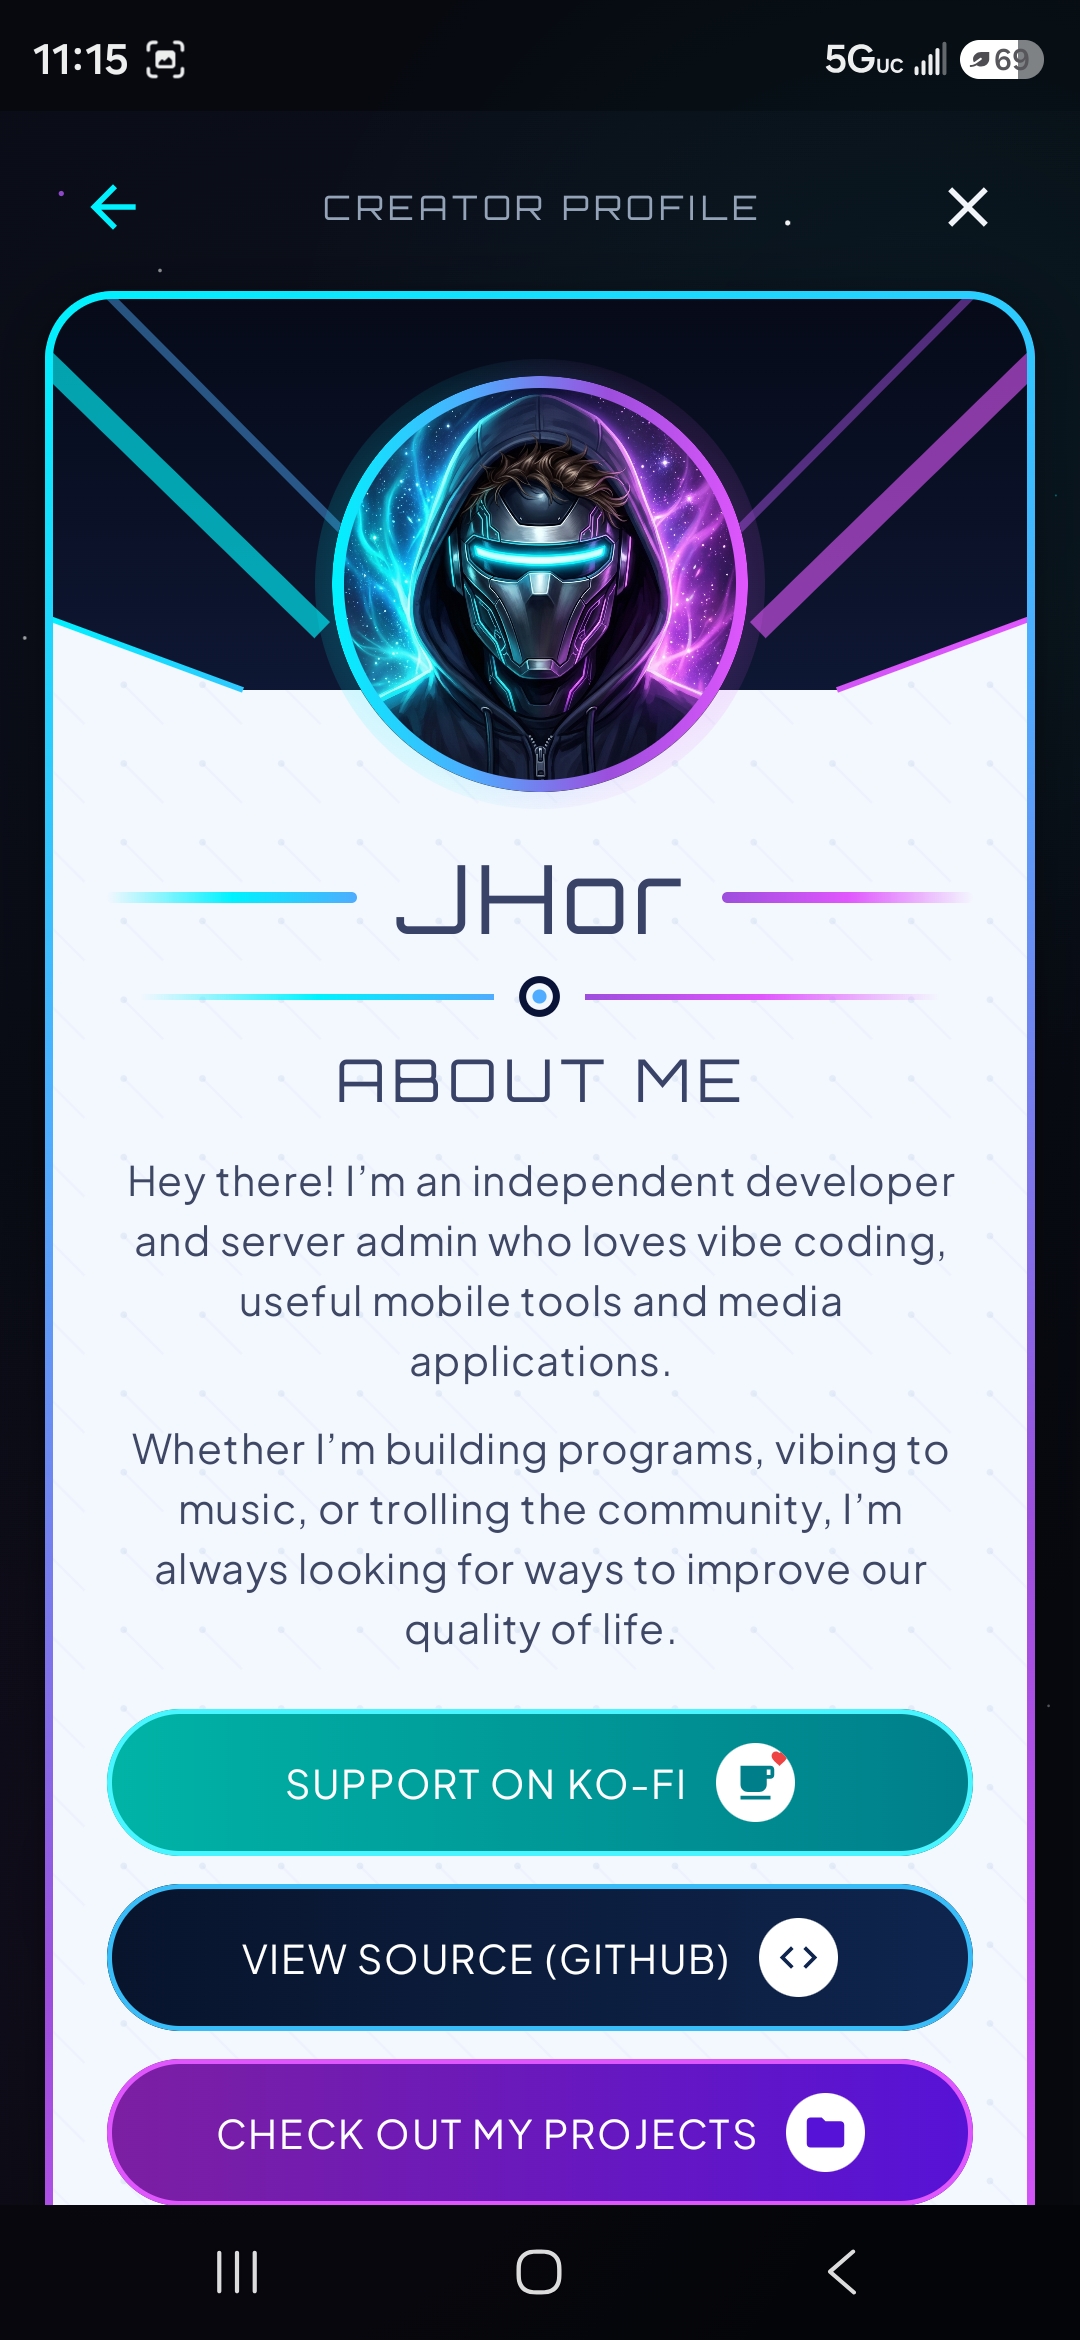 11:15
5GUC
69
CREATOR PROFILE
JHor
ABOUT ME
Hey there! I’m an independent developer
and server admin who loves vibe coding,
useful mobile tools and media
applications.
Whether I’m building programs, vibing to
music, or trolling the community, I’m
always looking for ways to improve our
quality of life.
SUPPORT ON KO-FI
VIEW SOURCE (GITHUB)
CHECK OUT MY PROJECTS